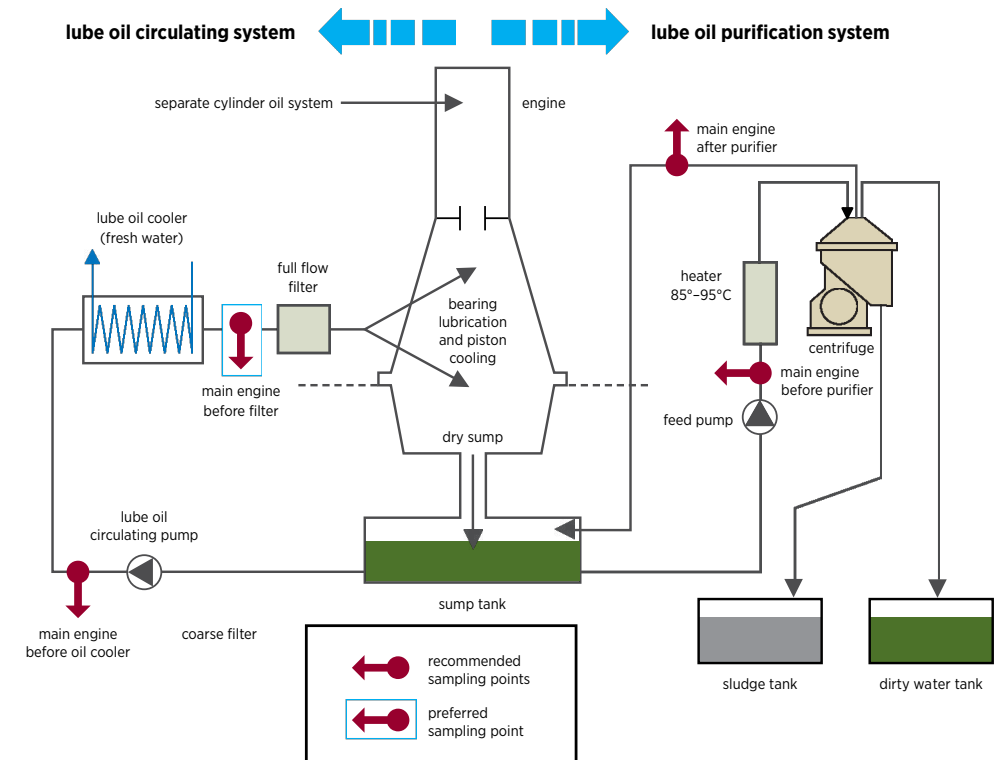 lube oil circulating system
lube oil purification system
separate cylinder oil system
engine
main engine
after purifier
lube oil cooler
(fresh water)
full flow
filter
heater
85°–95°C
bearing
lubrication
and piston
cooling
centrifuge
main engine
before filter
main engine
before purifier
feed pump
dry sump
lube oil
circulating pump
sump tank
main engine
before oil cooler
coarse filter
sludge tank
dirty water tank
recommended
sampling points
preferred
sampling point